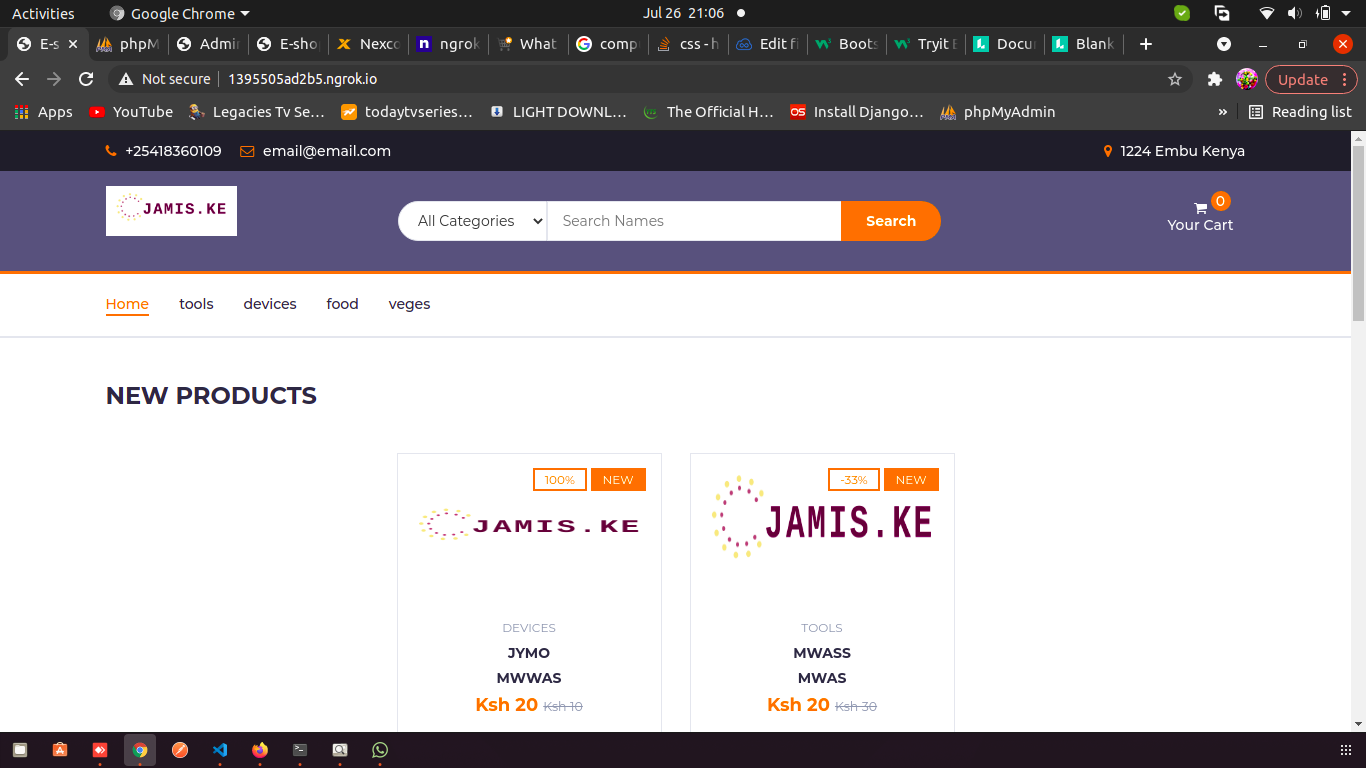 Activities
Google Chrome
Jul 26 21:06
E-s
phpM
Admi
E-sho
Nexc
ngrok
What
comp
css - h
Edit fi
Boots
Tryit E
Docu
Blank
Not secure
1395505ad2b5.ngrok.io
Update
Apps
YouTube
Legacies Tv Se...
todaytvseries...
LIGHT DOWNL...
The Official H...
OS Install Django...
phpMyAdmin
»
Reading list
+25418360109
email@email.com
1224 Embu Kenya
JAMIS.KE
All Categories
Search Names
Search
0
Your Cart
Home
tools
devices
food
veges
NEW PRODUCTS
100%
NEW
JAMIS.KE
DEVICES
JYMO
MWWAS
Ksh 20 Ksh 10
-33%
NEW
JAMIS.KE
TOOLS
MWASS
MWAS
Ksh 20 Ksh 30